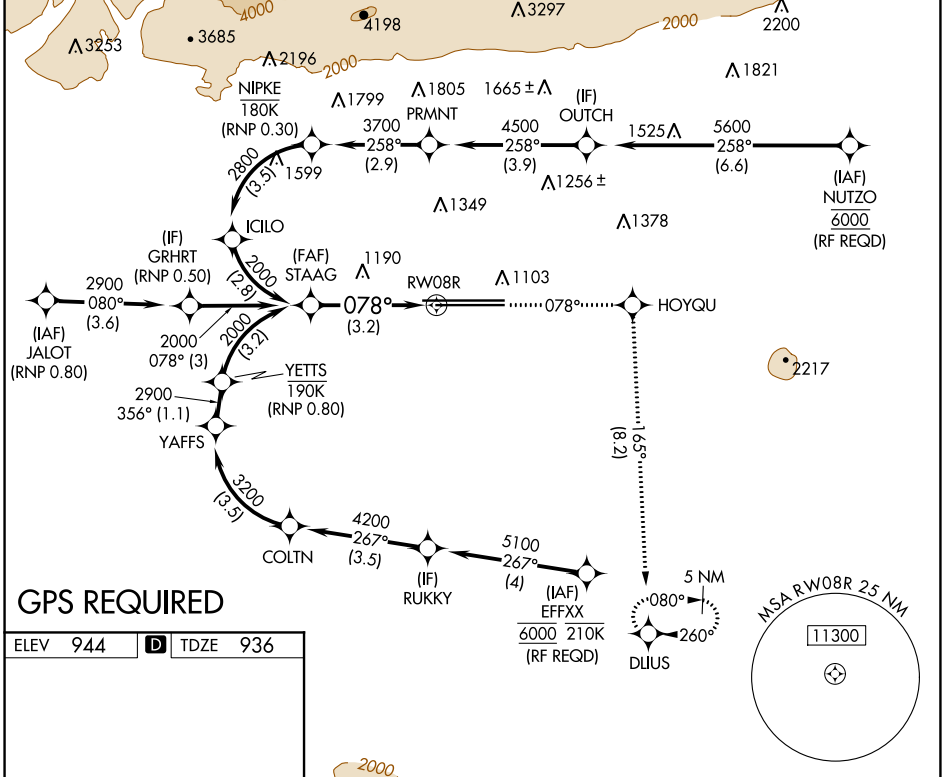 4000
4198
3297
2000
2200
3253
3685
2196
2000
1821
NIPKE
180K
(RNP 0.30)
1799
1805
PRMNT
1665 ±
(IF)
OUTCH
3700
258°
(2.9)
4500
258°
(3.9)
1525
5600
258°
(6.6)
2800
(3.5)
1599
1256 ±
(IAF)
NUTZO
6000
(RF REQD)
1349
1378
ICILO
(IF)
GRHRT
(RNP 0.50)
2000
(2.8)
(FAF)
STAAG
1190
RW08R
1103
2900
080°
(3.6)
078°
(3.2)
078°
HOYQU
(IAF)
JALOT
(RNP 0.80)
2000
078° (3)
2000
(3.2)
2217
YETTS
190K
(RNP 0.80)
2900
356° (1.1)
YAFFS
165°
(8.2)
3200
(3.5)
COLTN
4200
267°
(3.5)
5100
267°
(4)
(IF)
RUKKY
(IAF)
EFFXX
6000 210K
(RF REQD)
5 NM
080°
260°
DLIUS
MSA RW08R 25 NM
11300
GPS REQUIRED
ELEV 944 D TDZE 936
2000